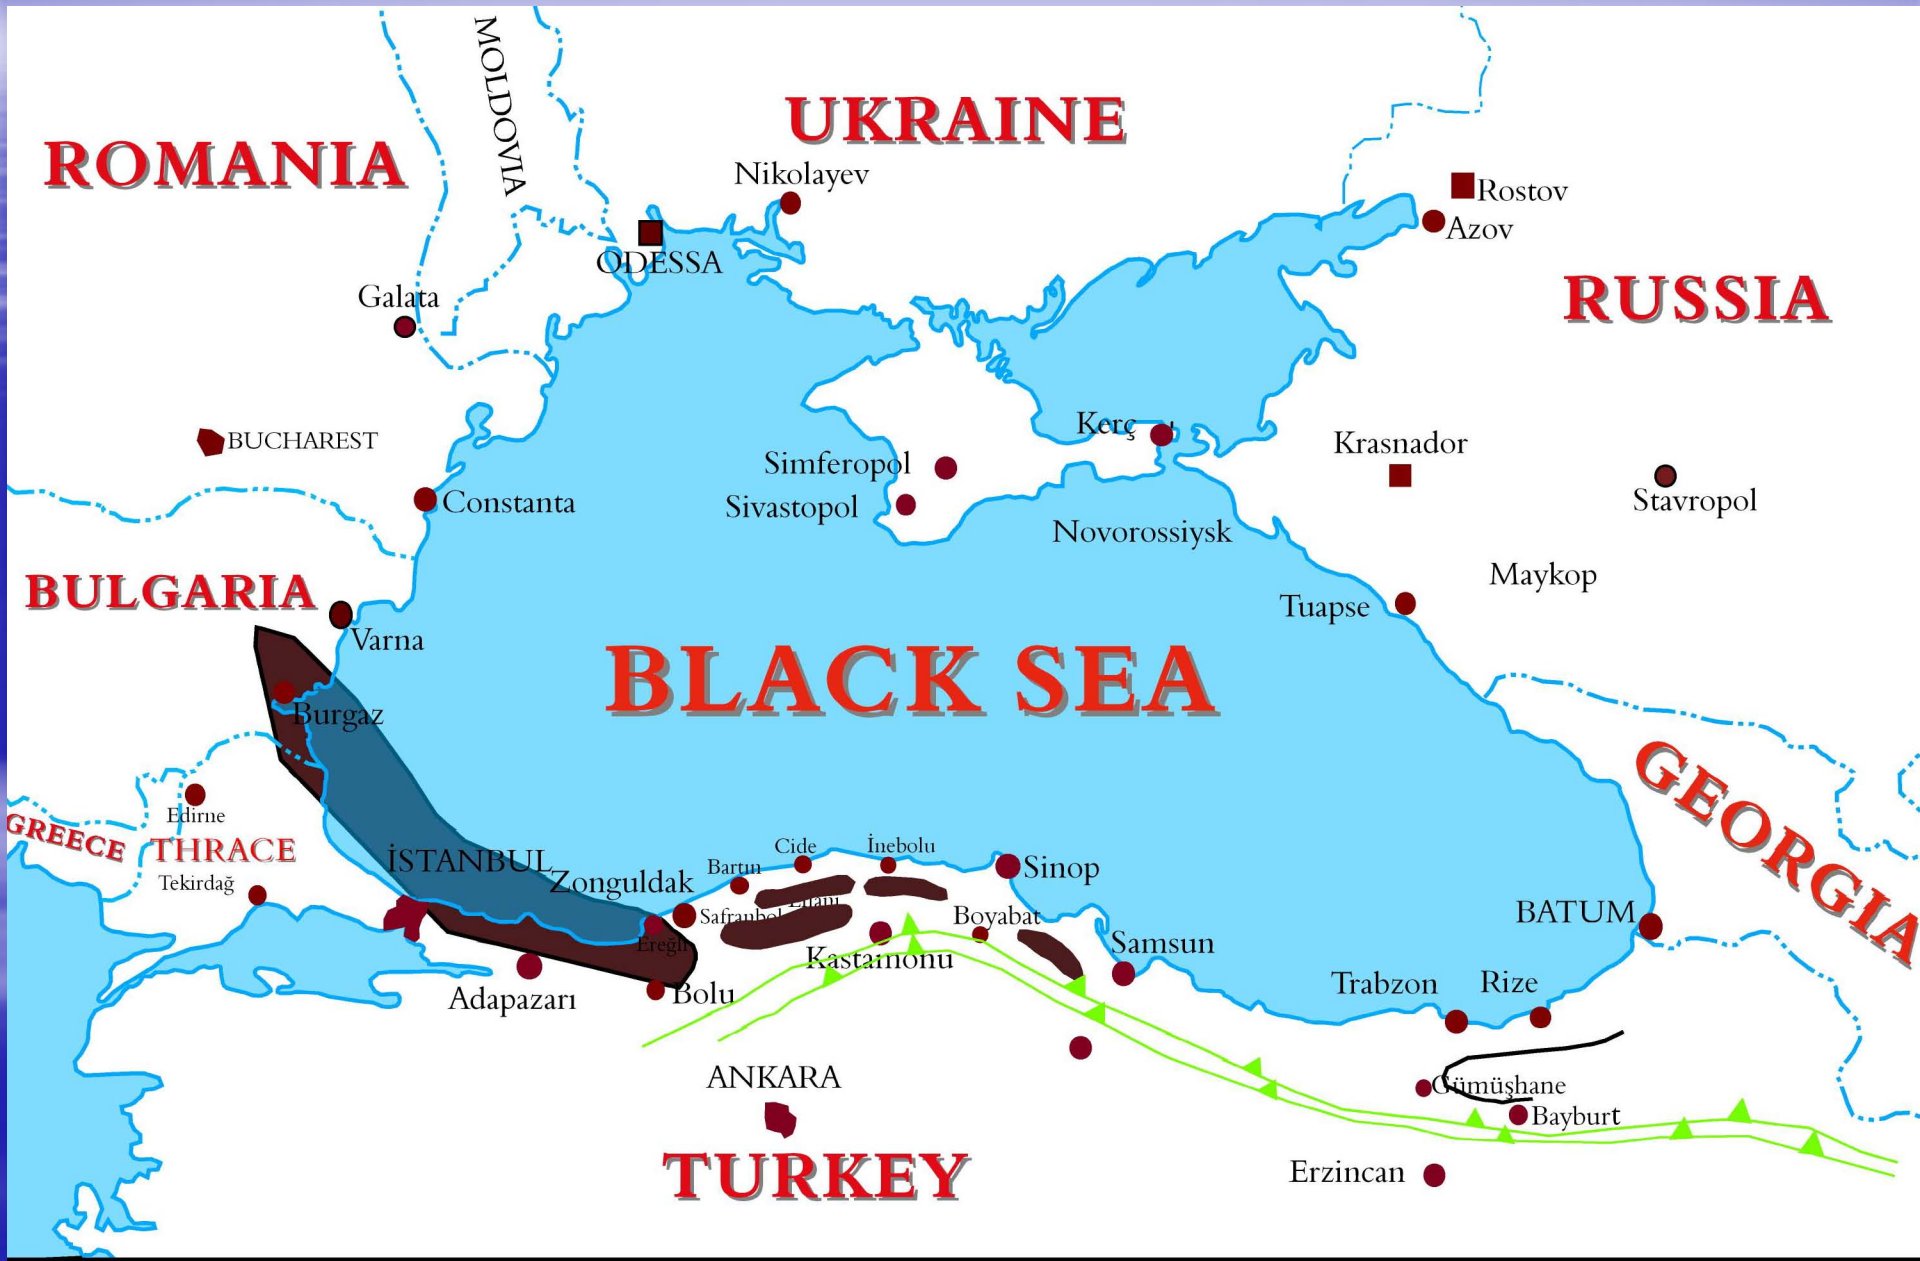 MOLDOVIA
UKRAINE
ROMANIA
Nikolayev
Rostov
Azov
ODESSA
Galata
RUSSIA
BUCHAREST
Kerç
Krasnador
Simferopol
Stavropol
Constanta
Sivastopol
Novorossiysk
Maykop
BULGARIA
Tuapse
Varna
BLACK SEA
Burgaz
GEORGIA
Edirne
GREECE
THRACE
Tekirdağ
İSTANBUL
Zonguldak
Bartın
Cide
İnebolu
Sinop
Safranbol
Ereğli
Boyabat
Samsun
BATUM
Kastamonu
Adapazarı
Bolu
Trabzon
Rize
ANKARA
Gümüşhane
Bayburt
TURKEY
Erzincan